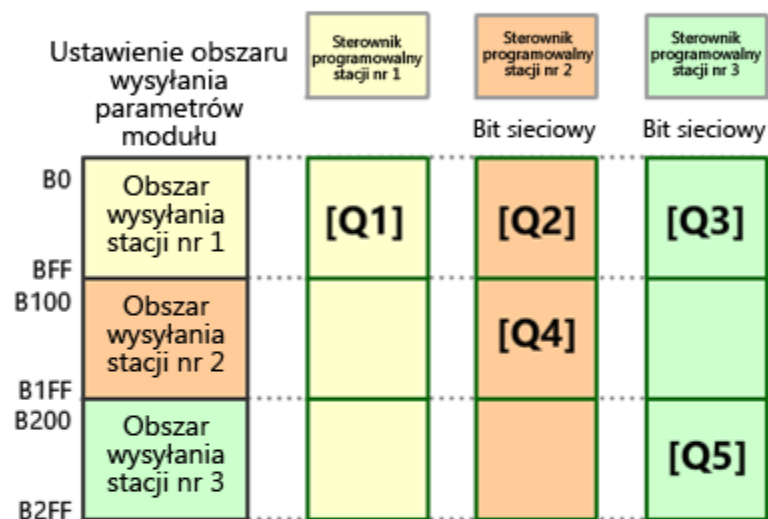 Ustawienie obszaru
wysyłania
parametrów
modułu
Sterownik
programowalny
stacji nr 1
Sterownik
programowalny
stacji nr 2
Sterownik
programowalny
stacji nr 3
Bit sieciowy
Bit sieciowy
B0
Obszar
wysyłania
stacji nr 1
[Q1]
[Q2]
[Q3]
BFF
B100
Obszar
wysyłania
stacji nr 2
[Q4]
B1FF
B200
Obszar
wysyłania
stacji nr 3
[Q5]
B2FF